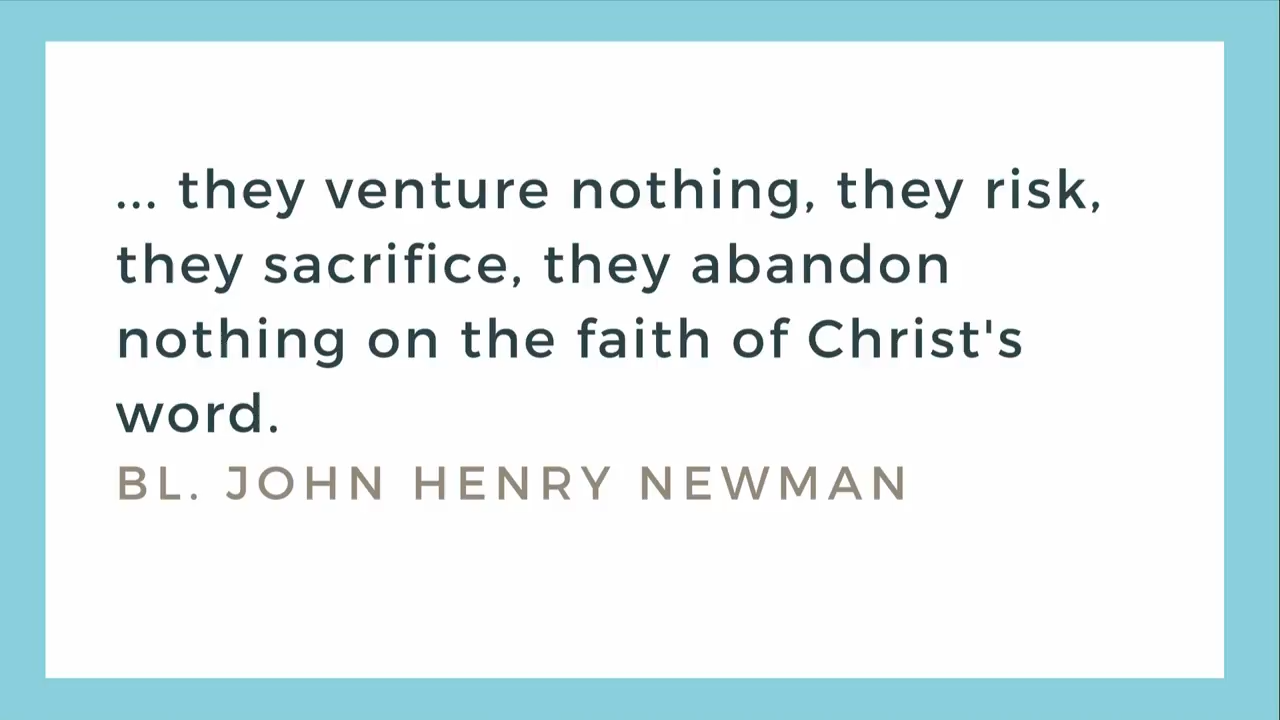 ... they venture nothing, they risk,
they sacrifice, they abandon
nothing on the faith of Christ's
word.
BL. JOHN HENRY NEWMAN